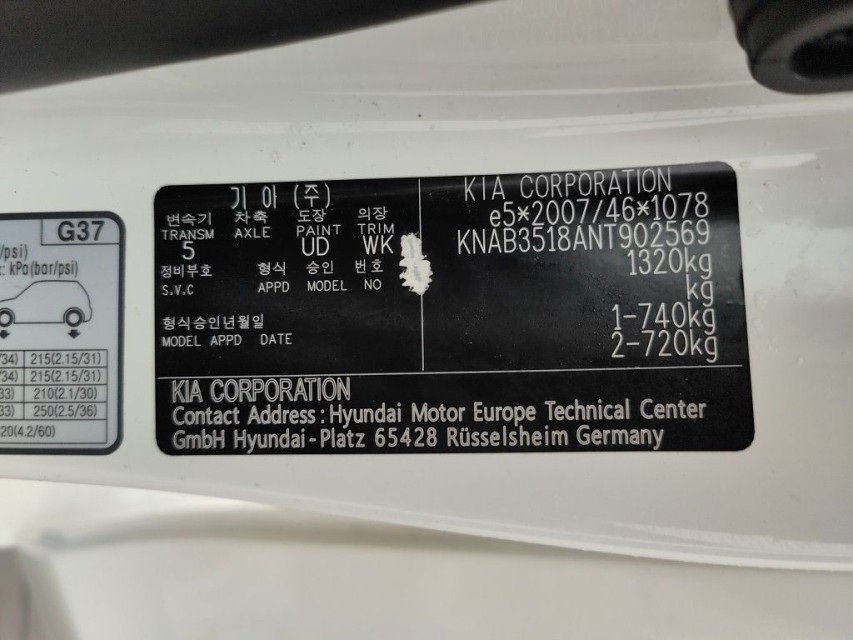 G37
/psi)
: kPa(bar/psi)
/34) 215(2.15/31)
/34) 215(2.15/31)
33) 210(2.1/30)
33) 250(2.5/36)
20(4.2/60)
기 아 (주)
변속기 차축 도장 의장
TRANSM AXLE PAINT TRIM
5 UD WK
정비부호 형식 승인 번호
S.V.C APPD MODEL NO
형식승인년월일
MODEL APPD DATE
KIA CORPORATION
e5*2007/46*1078
KNAB3518ANT902569
1320kg
kg
1-740kg
2-720kg
KIA CORPORATION
Contact Address : Hyundai Motor Europe Technical Center
GmbH Hyundai-Platz 65428 Rüsselsheim Germany